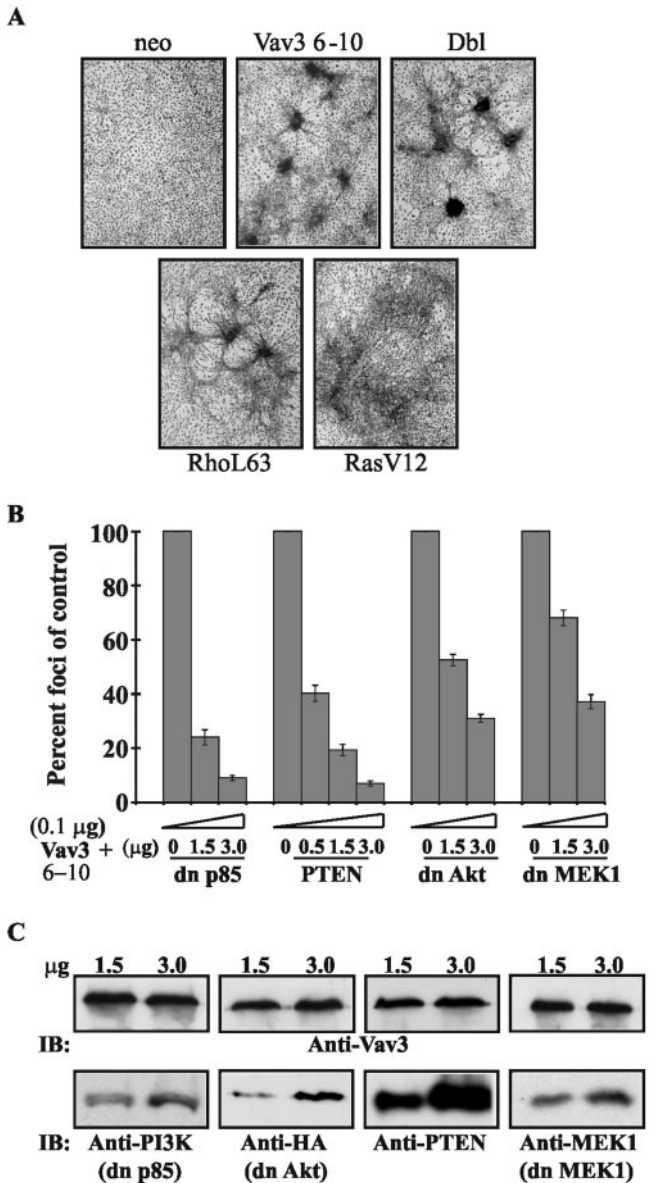 A
neo Vav3 6-10 Dbl
RhoL63 RasV12
B
Percent foci of control
100
80
60
40
20
0
(0.1 µg)
Vav3 + (µg) 0 1.5 3.0 0 0.5 1.5 3.0 0 1.5 3.0 0 1.5 3.0
6–10 dn p85 PTEN dn Akt dn MEK1
C
µg 1.5 3.0 1.5 3.0 1.5 3.0 1.5 3.0
IB: Anti-Vav3
IB: Anti-PI3K Anti-HA Anti-PTEN Anti-MEK1
(dn p85) (dn Akt) (dn MEK1)